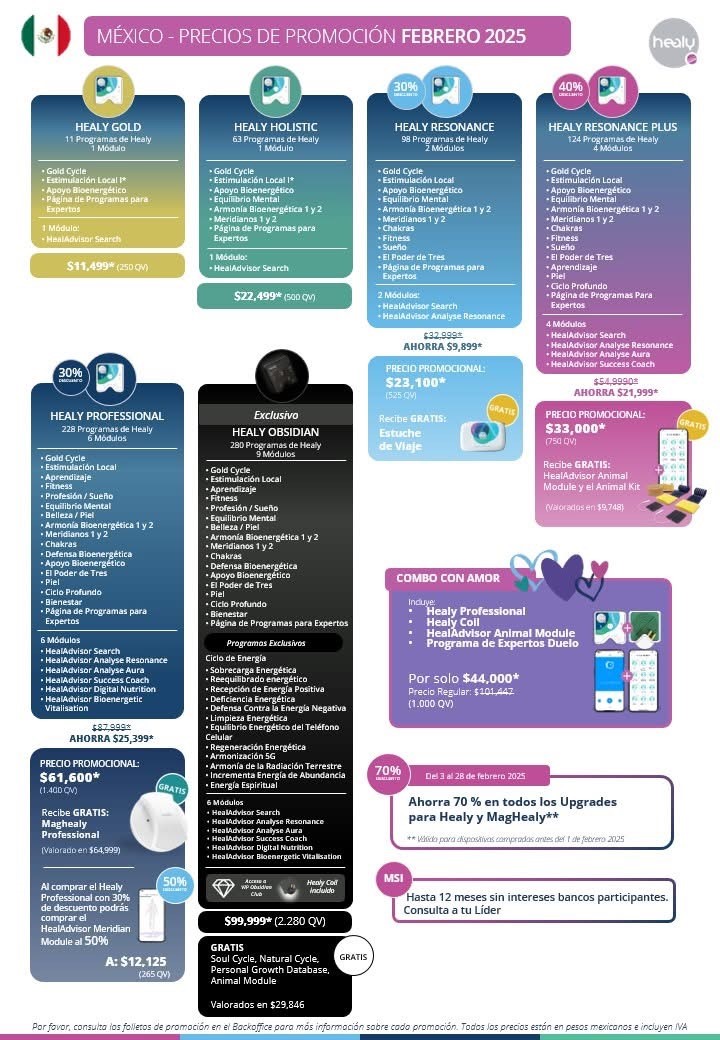 MÉXICO - PRECIOS DE PROMOCIÓN FEBRERO 2025
healy
HEALY GOLD
11 Programas de Healy
1 Módulo
• Gold Cycle
• Estimulación Local I*
• Apoyo Bioenergético
• Página de Programas para
Expertos
1 Módulo:
• HealAdvisor Search
$11,499* (250 QV)
HEALY HOLISTIC
63 Programas de Healy
1 Módulo
• Gold Cycle
• Estimulación Local I*
• Apoyo Bioenergético
• Equilibrio Mental
• Armonía Bioenergética 1 y 2
• Meridianos 1 y 2
• Página de Programas para
Expertos
1 Módulo:
• HealAdvisor Search
$22,499* (500 QV)
30%
DESCUENTO
HEALY RESONANCE
98 Programas de Healy
2 Módulos
• Gold Cycle
• Estimulación Local
• Apoyo Bioenergético
• Equilibrio Mental
• Armonía Bioenergética 1 y 2
• Meridianos 1 y 2
• Chakras
• Fitness
• Sueño
• El Poder de Tres
• Página de Programas para
Expertos
2 Módulos:
• HealAdvisor Search
• HealAdvisor Analyse Resonance
$32,999*
AHORRA $9,899*
PRECIO PROMOCIONAL:
$23,100*
(525 QV)
Recibe GRATIS:
Estuche
de Viaje
GRATIS
40%
DESCUENTO
HEALY RESONANCE PLUS
124 Programas de Healy
4 Módulos
• Gold Cycle
• Estimulación Local
• Apoyo Bioenergético
• Equilibrio Mental
• Armonía Bioenergética 1 y 2
• Meridianos 1 y 2
• Chakras
• Fitness
• Sueño
• El Poder de Tres
• Aprendizaje
• Piel
• Ciclo Profundo
• Página de Programas Para
Expertos
4 Módulos
• HealAdvisor Search
• HealAdvisor Analyse Resonance
• HealAdvisor Analyse Aura
• HealAdvisor Success Coach
$54,9990*
AHORRA $21,999*
PRECIO PROMOCIONAL:
$33,000*
(750 QV)
Recibe GRATIS:
HealAdvisor Animal
Module y el Animal Kit
(Valorados en $9,748)
GRATIS
30%
DESCUENTO
HEALY PROFESSIONAL
228 Programas de Healy
6 Módulos
• Gold Cycle
• Estimulación Local
• Aprendizaje
• Fitness
• Profesión / Sueño
• Equilibrio Mental
• Belleza / Piel
• Armonía Bioenergética 1 y 2
• Meridianos 1 y 2
• Chakras
• Defensa Bioenergética
• Apoyo Bioenergético
• El Poder de Tres
• Piel
• Ciclo Profundo
• Bienestar
• Página de Programas para
Expertos
6 Módulos
• HealAdvisor Search
• HealAdvisor Analyse Resonance
• HealAdvisor Analyse Aura
• HealAdvisor Success Coach
• HealAdvisor Digital Nutrition
• HealAdvisor Bioenergetic
Vitalisation
$87,999*
AHORRA $25,399*
PRECIO PROMOCIONAL:
$61,600*
(1.400 QV)
GRATIS
Recibe GRATIS:
Maghealy
Professional
(Valorado en $64,999)
50%
DESCUENTO
Al comprar el Healy
Professional con 30%
de descuento podrás
comprar el
HealAdvisor Meridian
Module al 50%
A: $12,125
(265 QV)
Exclusivo
HEALY OBSIDIAN
280 Programas de Healy
9 Módulos
• Gold Cycle
• Estimulación Local
• Aprendizaje
• Fitness
• Profesión / Sueño
• Equilibrio Mental
• Belleza / Piel
• Armonía Bioenergética 1 y 2
• Meridianos 1 y 2
• Chakras
• Defensa Bioenergética
• Apoyo Bioenergético
• El Poder de Tres
• Piel
• Ciclo Profundo
• Bienestar
• Página de Programas para Expertos
Programas Exclusivos
Ciclo de Energía
• Sobrecarga Energética
• Reequilibrado energético
• Recepción de Energía Positiva
• Deficiencia Energética
• Defensa Contra la Energía Negativa
• Limpieza Energética
• Equilibrio Energético del Teléfono
Celular
• Regeneración Energética
• Armonización 5G
• Armonía de la Radiación Terrestre
• Incrementa Energía de Abundancia
• Energía Espiritual
6 Módulos
• HealAdvisor Search
• HealAdvisor Analyse Resonance
• HealAdvisor Analyse Aura
• HealAdvisor Success Coach
• HealAdvisor Digital Nutrition
• HealAdvisor Bioenergetic Vitalisation
Acceso a
WP Obsidian
Club
Healy Coil
incluido
$99,999* (2.280 QV)
GRATIS
Soul Cycle, Natural Cycle,
Personal Growth Database,
Animal Module
Valorados en $29,846
GRATIS
COMBO CON AMOR
Incluye:
• Healy Professional
• Healy Coil
• HealAdvisor Animal Module
• Programa de Expertos Duelo
Por solo $44,000*
Precio Regular: $101,447
(1.000 QV)
70%
DESCUENTO
Del 3 al 28 de febrero 2025
Ahorra 70 % en todos los Upgrades
para Healy y MagHealy**
** Válido para dispositivos comprados antes del 1 de febrero 2025
MSI
Hasta 12 meses sin intereses bancos participantes.
Consulta a tu Líder
Por favor, consulta los folletos de promoción en el Backoffice para más información sobre cada promoción. Todos los precios están en pesos mexicanos e incluyen IVA